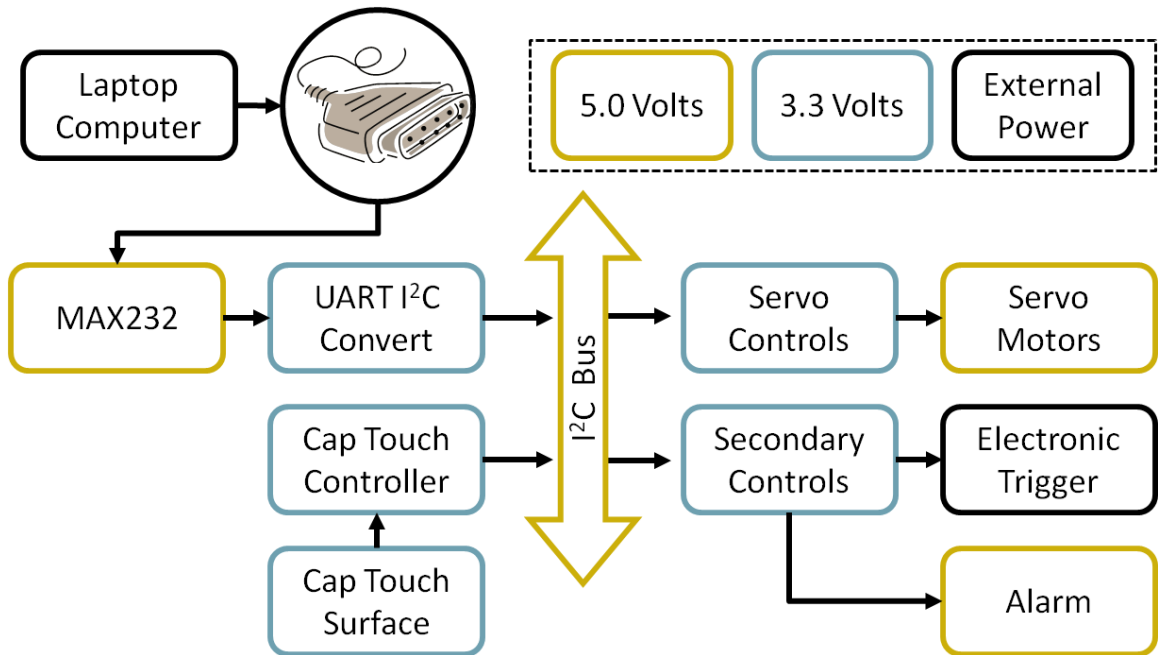 Laptop
Computer
5.0 Volts
3.3 Volts
External
Power
MAX232
UART I²C
Convert
I²C Bus
Servo
Controls
Servo
Motors
Cap Touch
Controller
Secondary
Controls
Electronic
Trigger
Cap Touch
Surface
Alarm